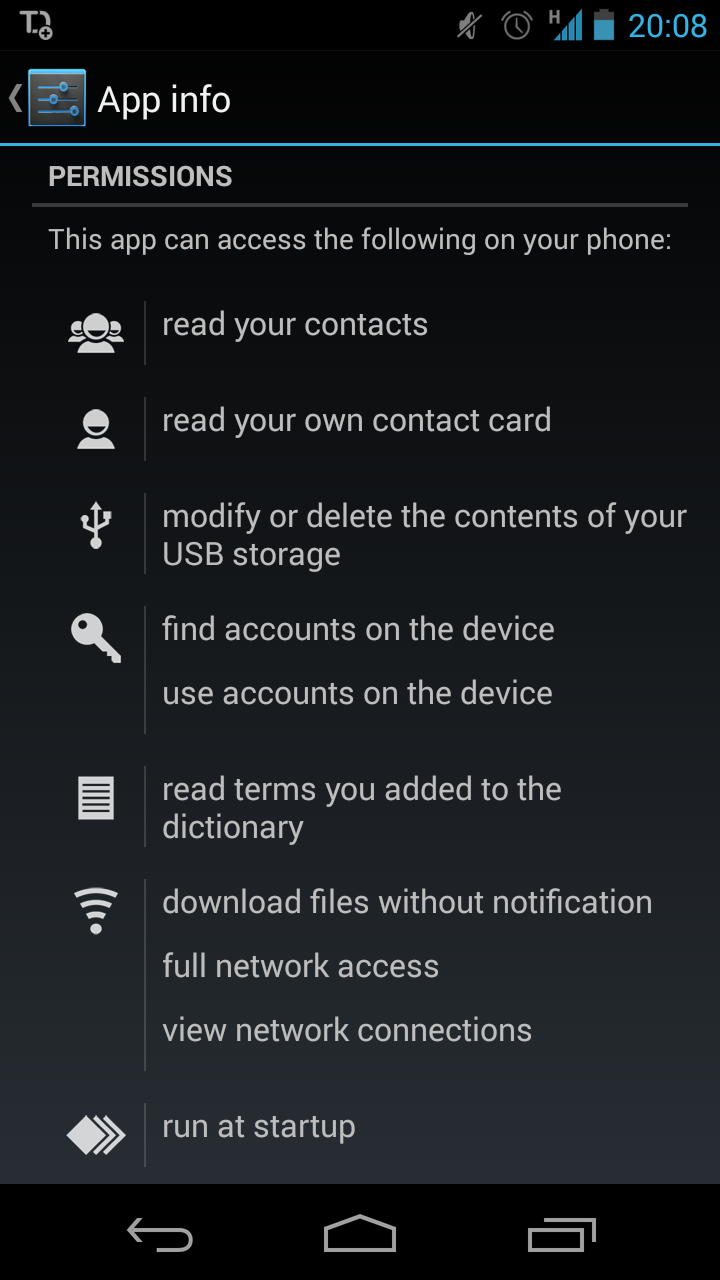 H 20:08
App info
PERMISSIONS
This app can access the following on your phone:
read your contacts
read your own contact card
modify or delete the contents of your
USB storage
find accounts on the device
use accounts on the device
read terms you added to the
dictionary
download files without notification
full network access
view network connections
run at startup